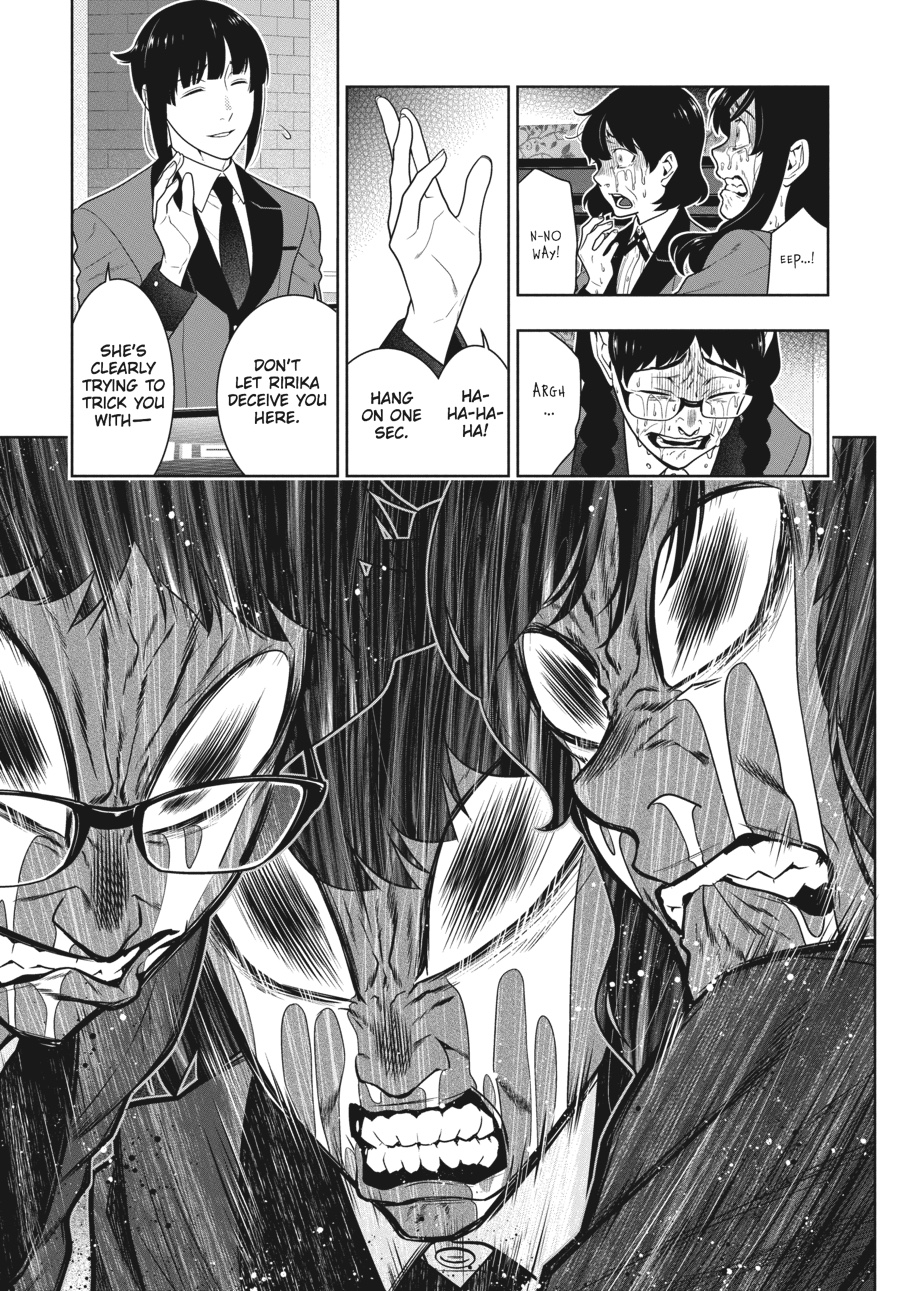 N-NO
WAY!
EEP...!
ARGH
...
HA-
HA-HA-
HA!
HANG
ON ONE
SEC.
DON'T
LET RIRIKA
DECEIVE YOU
HERE.
SHE'S
CLEARLY
TRYING TO
TRICK YOU
WITH—